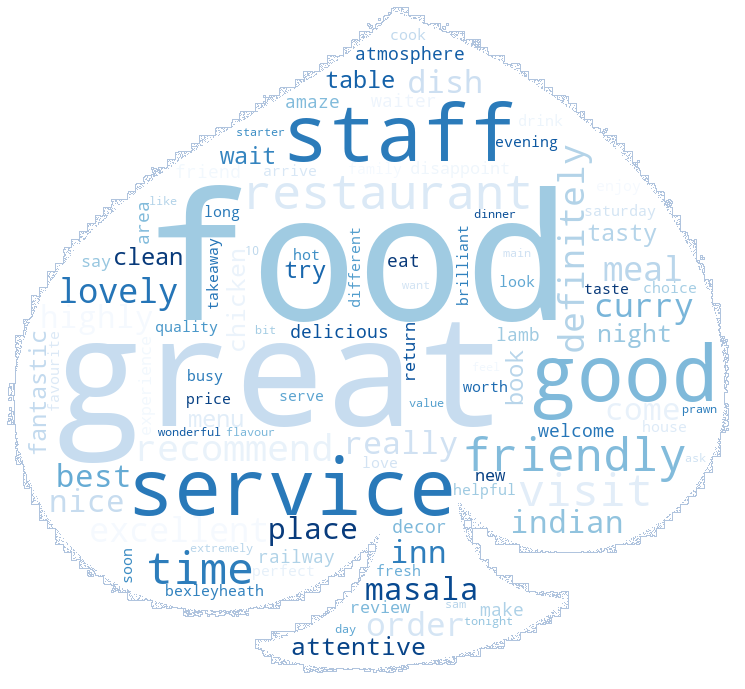 cook
atmosphere
table
dish
amaze
waiter
staff
starter
drink
evening
wait
friend
arrive
family
disappoint
restaurant
definitely
enjoy
like
area
long
food
dinner
saturday
tasty
say
clean
takeaway
10
hot
try
different
eat
brilliant
main
look
want
meal
taste
choice
lovely
highly
quality
chicken
bit
delicious
return
lamb
curry
night
great
fantastic
favourite
experience
busy
price
serve
feel
value
worth
book
good
prawn
menu
come
house
wonderful
flavour
recommend
really
love
welcome
friendly
ask
best
nice
service
new
helpful
visit
excellent
place
decor
indian
soon
time
extremely
railway
perfect
inn
fresh
bexleyheath
masala
review
sam
make
day
order
tonight
attentive